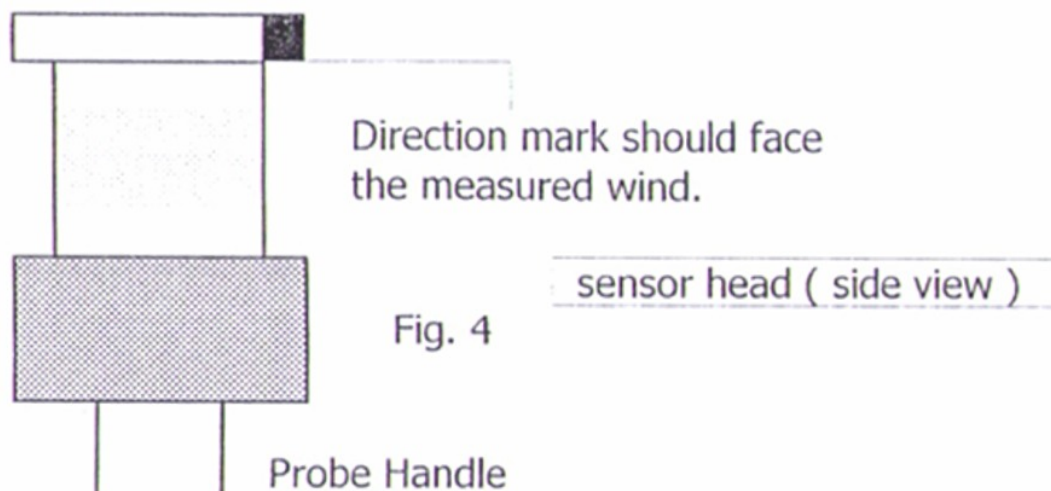 Direction mark should face
the measured wind.
sensor head ( side view )
Fig. 4
Probe Handle